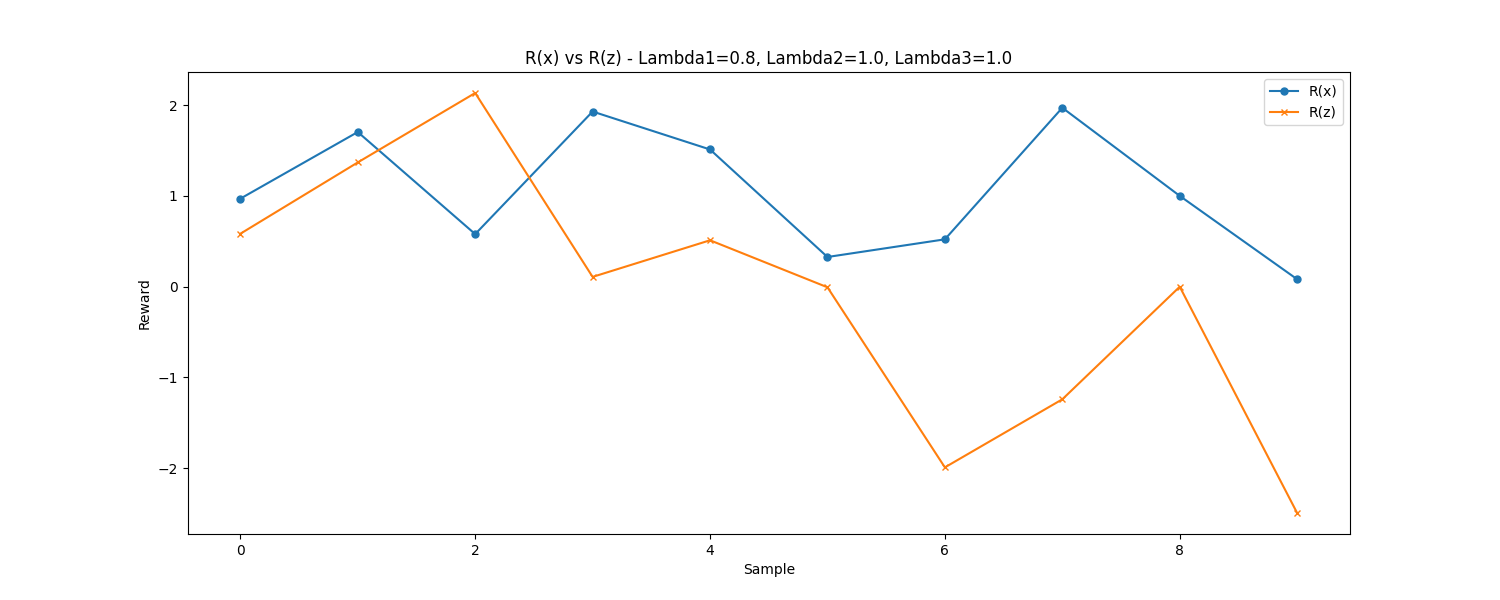 R(x) vs R(z) - Lambda1=0.8, Lambda2=1.0, Lambda3=1.0
R(x)
R(z)
2
1
0
−1
−2
Reward
0 2 4 6 8
Sample